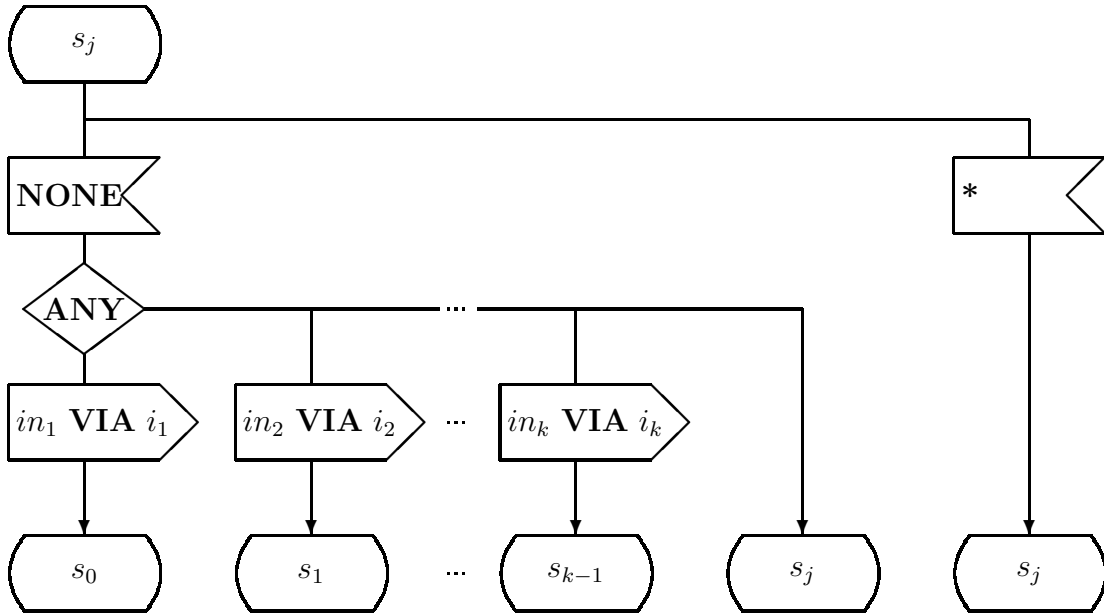 s_j
NONE *
ANY
...
in_1 VIA i_1 in_2 VIA i_2 ... in_k VIA i_k
s_0 s_1 ... s_{k−1} s_j s_j